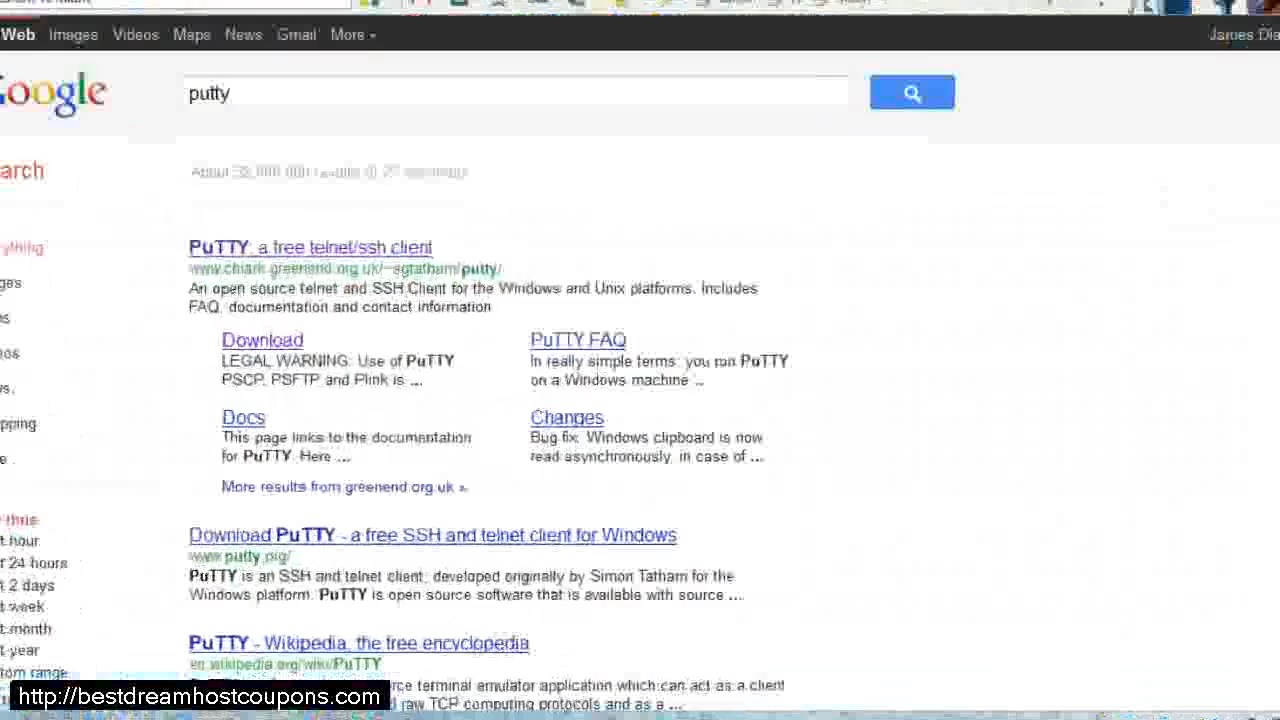 Web Images Videos Maps News Gmail More
James Dia
Google
putty
arch
PuTTY: a free telnet/ssh client
www.chiark.greenend.org.uk/~sgtatham/putty/
An open source telnet and SSH Client for the Windows and Unix platforms. Includes
FAQ, documentation and contact information
Download
LEGAL WARNING: Use of PuTTY
PSCP, PSFTP and Plink is ...
PuTTY FAQ
In really simple terms: you run PuTTY
on a Windows machine ...
Docs
This page links to the documentation
for PuTTY. Here ...
Changes
Bug fix: Windows clipboard is now
read asynchronously, in case of ...
More results from greenend.org.uk »
Download PuTTY - a free SSH and telnet client for Windows
www.putty.org/
PuTTY is an SSH and telnet client, developed originally by Simon Tatham for the
Windows platform. PuTTY is open source software that is available with source ...
PuTTY - Wikipedia, the free encyclopedia
en.wikipedia.org/wiki/PuTTY
rce terminal emulator application which can act as a client
raw TCP computing protocols and as a ...
ything
ges
os
pping
e
time
t hour
r 24 hours
t 2 days
t week
t month
t year
tom range
http://bestdreamhostcoupons.com